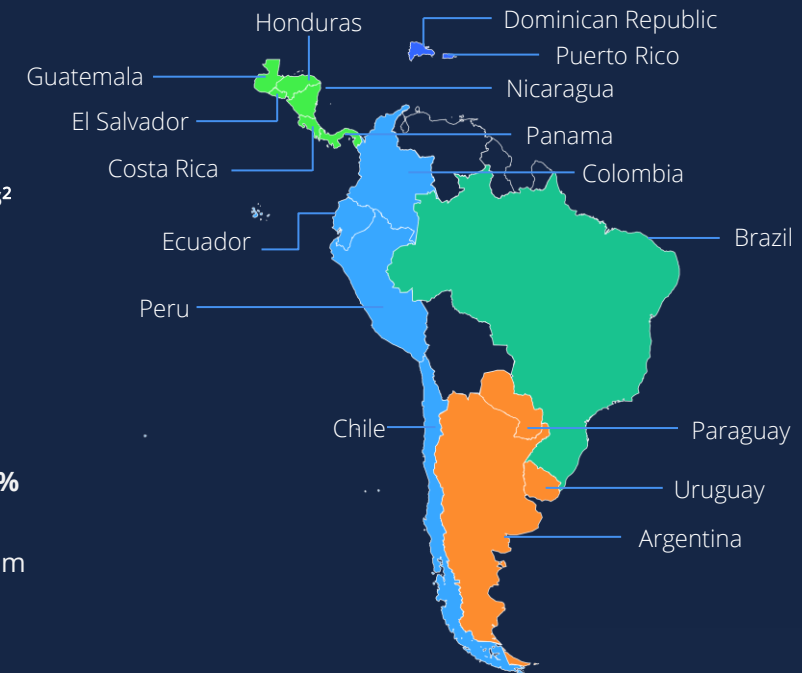 Honduras
Dominican Republic
Puerto Rico
Guatemala
Nicaragua
El Salvador
Panama
Costa Rica
Colombia
2
Ecuador
Brazil
Peru
Chile
Paraguay
%
Uruguay
Argentina
m